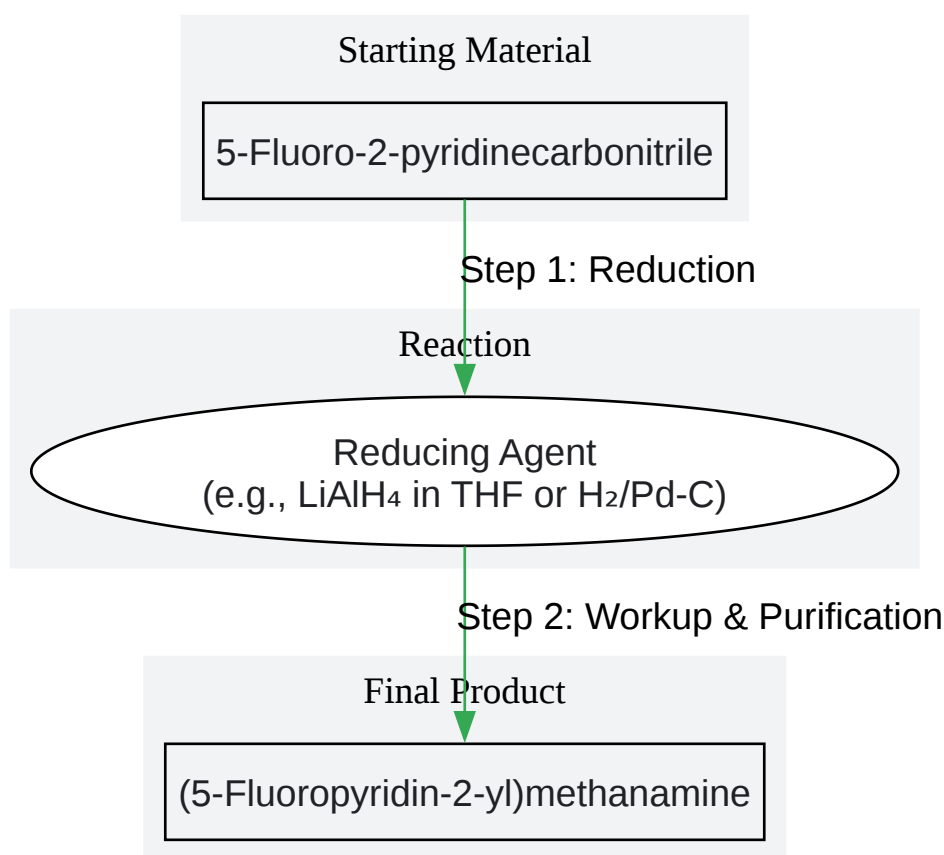 Starting Material
5-Fluoro-2-pyridinecarbonitrile
Step 1: Reduction
Reaction
Reducing Agent
(e.g., LiAlH₄ in THF or H₂/Pd-C)
Step 2: Workup & Purification
Final Product
(5-Fluoropyridin-2-yl)methanamine